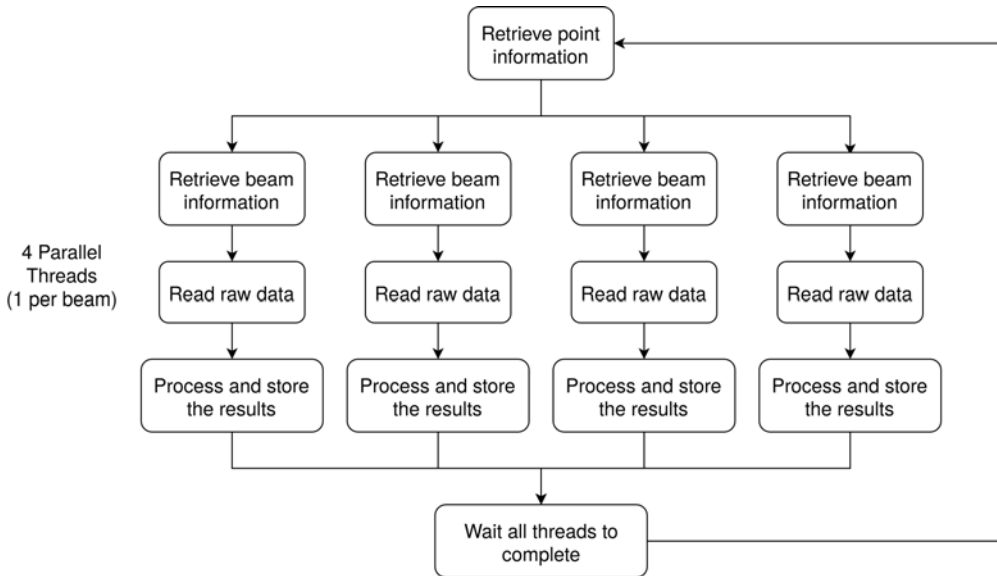 Retrieve point
information
Retrieve beam
information
Retrieve beam
information
Retrieve beam
information
Retrieve beam
information
4 Parallel
Threads
(1 per beam)
Read raw data
Read raw data
Read raw data
Read raw data
Process and store
the results
Process and store
the results
Process and store
the results
Process and store
the results
Wait all threads to
complete